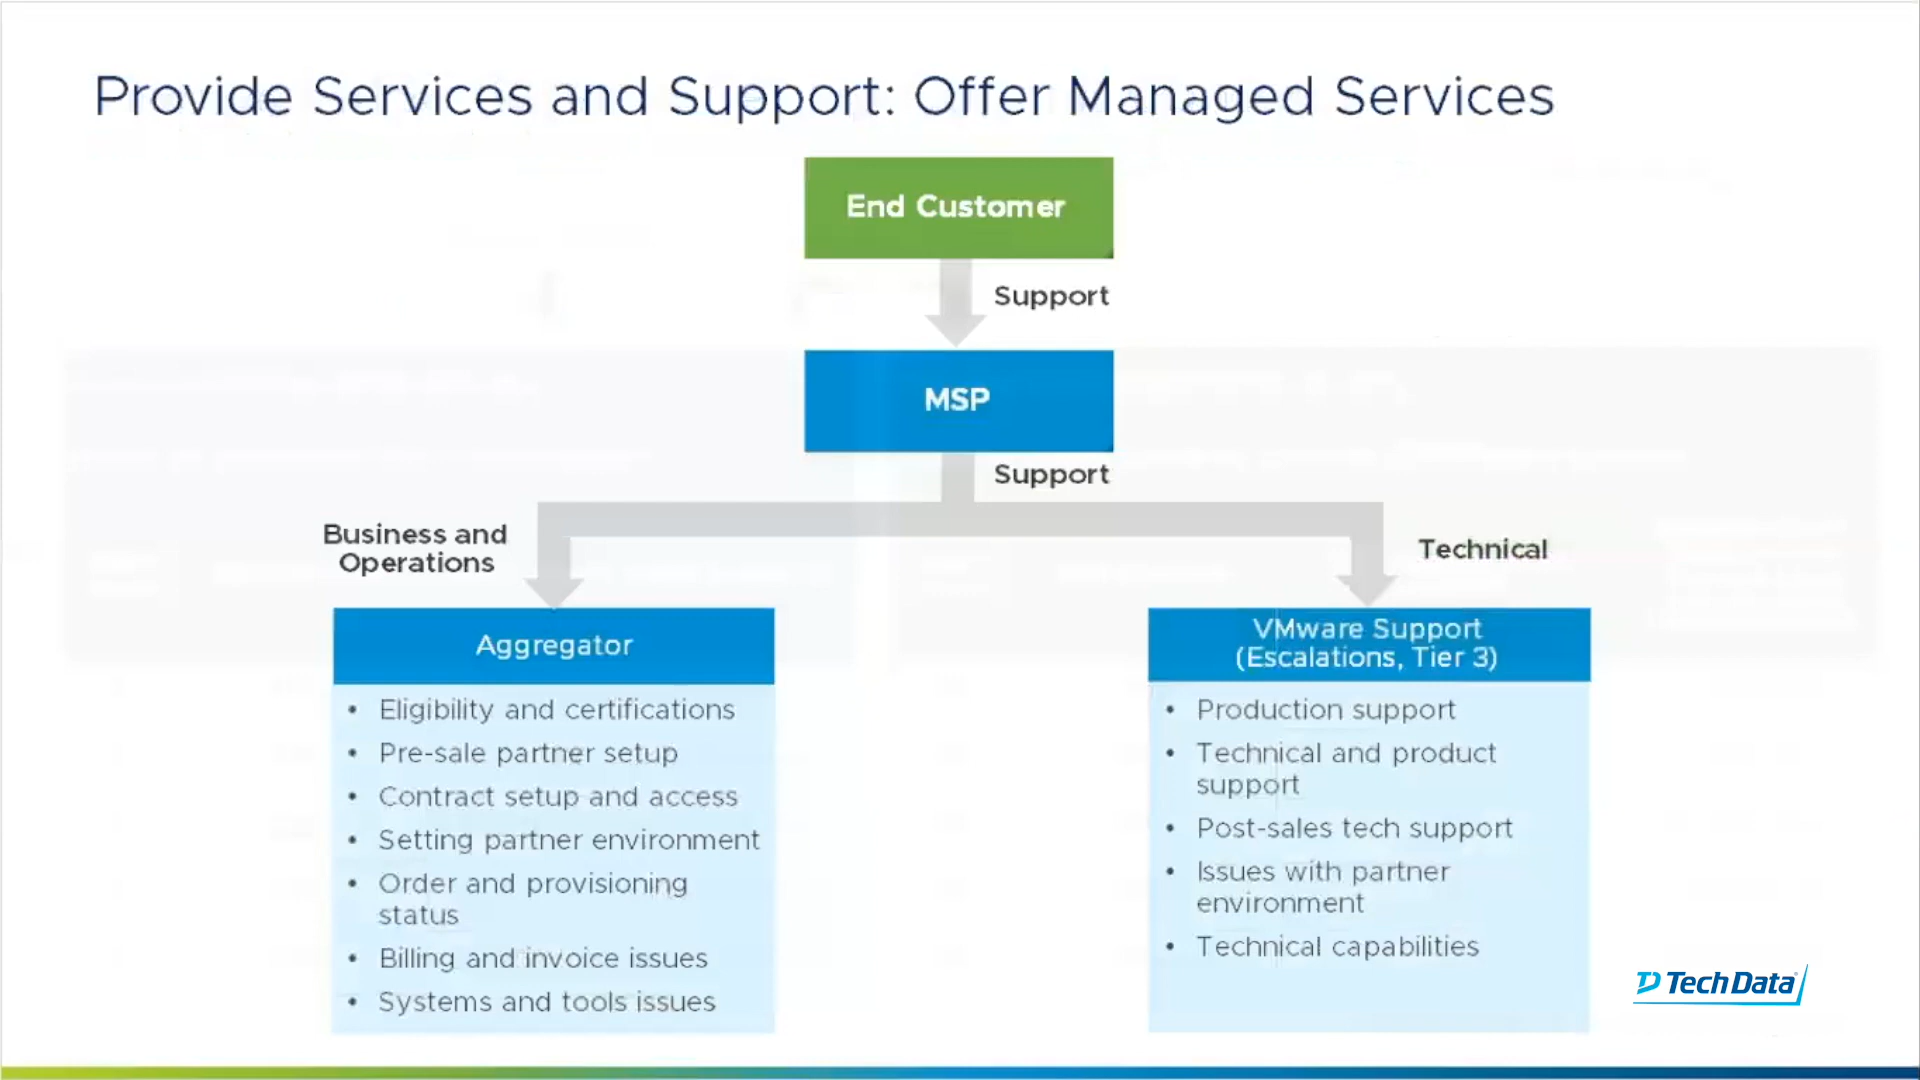 Provide Services and Support: Offer Managed Services
End Customer
Support
MSP
Support
Business and
Operations
Technical
Aggregator
• Eligibility and certifications
• Pre-sale partner setup
• Contract setup and access
• Setting partner environment
• Order and provisioning
status
• Billing and invoice issues
• Systems and tools issues
VMware Support
(Escalations, Tier 3)
• Production support
• Technical and product
support
• Post-sales tech support
• Issues with partner
environment
• Technical capabilities
Tech Data